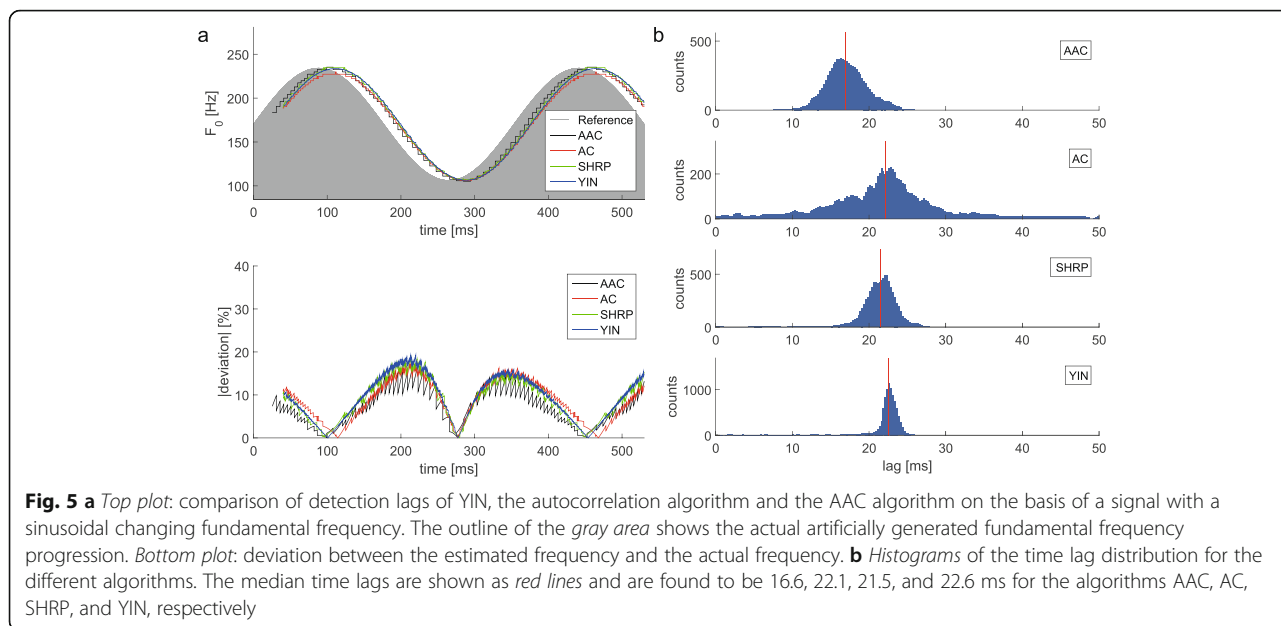 a
250
200
150
100
F0 [Hz]
Reference
AAC
AC
SHRP
YIN
0 100 200 300 400 500
time [ms]
40
30
20
10
0
|deviation| [%]
AAC
AC
SHRP
YIN
0 100 200 300 400 500
time [ms]
b
500
0
counts
AAC
0 10 20 30 40 50
200
0
counts
AC
0 10 20 30 40 50
500
0
counts
SHRP
0 10 20 30 40 50
1000
0
counts
YIN
0 10 20 30 40 50
lag [ms]
Fig. 5 a Top plot: comparison of detection lags of YIN, the autocorrelation algorithm and the AAC algorithm on the basis of a signal with a
sinusoidal changing fundamental frequency. The outline of the gray area shows the actual artificially generated fundamental frequency
progression. Bottom plot: deviation between the estimated frequency and the actual frequency. b Histograms of the time lag distribution for the
different algorithms. The median time lags are shown as red lines and are found to be 16.6, 22.1, 21.5, and 22.6 ms for the algorithms AAC, AC,
SHRP, and YIN, respectively